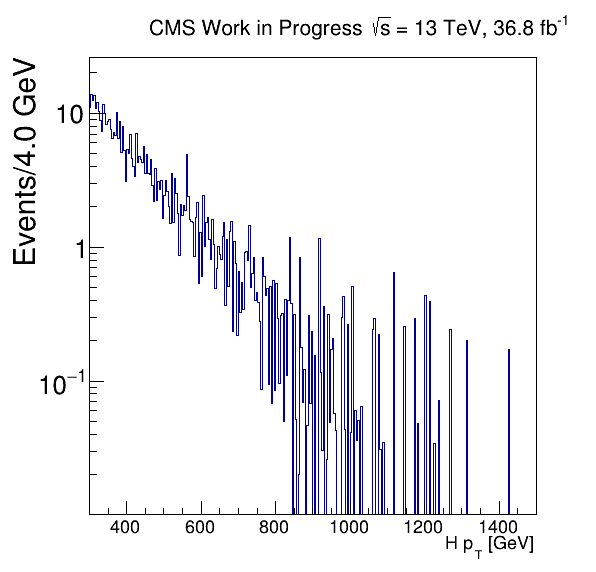 CMS Work in Progress √s = 13 TeV, 36.8 fb⁻¹
Events/4.0 GeV
10
1
10⁻¹
400 600 800 1000 1200 1400
H p_T [GeV]